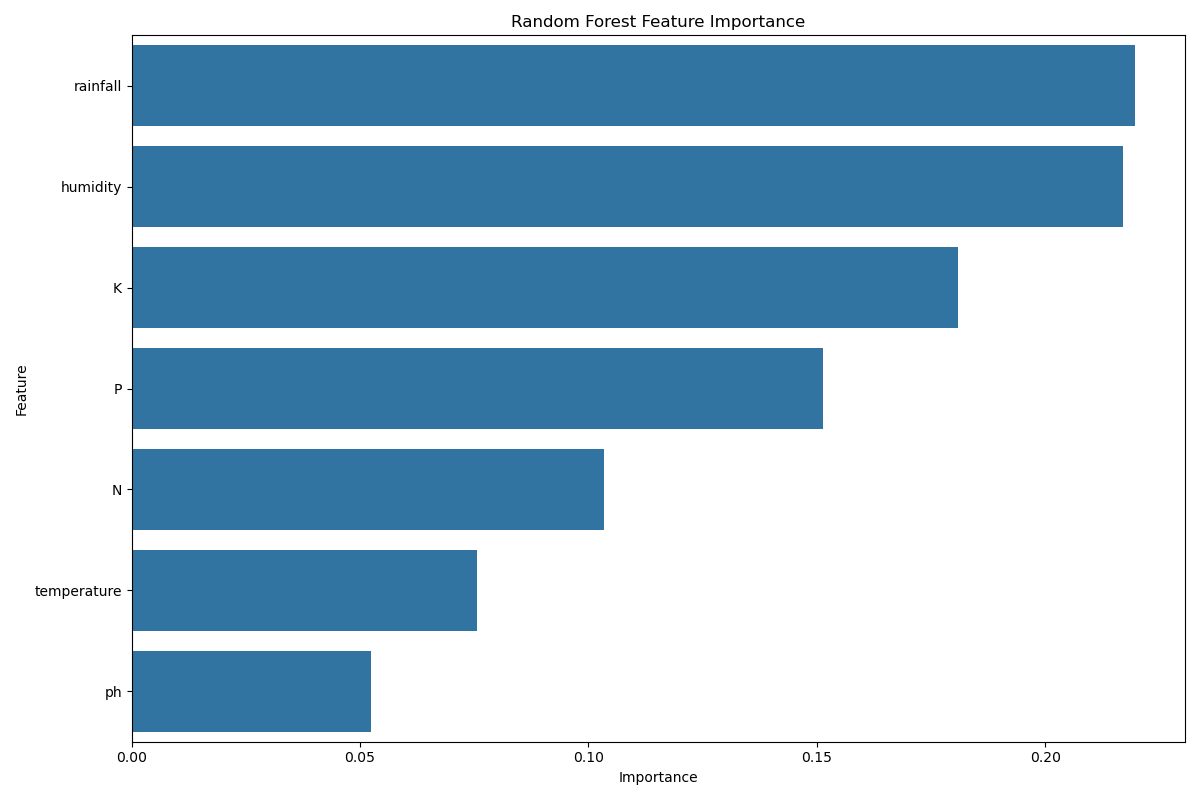 Random Forest Feature Importance
rainfall
humidity
K
P
N
temperature
ph
Feature
0.00 0.05 0.10 0.15 0.20
Importance